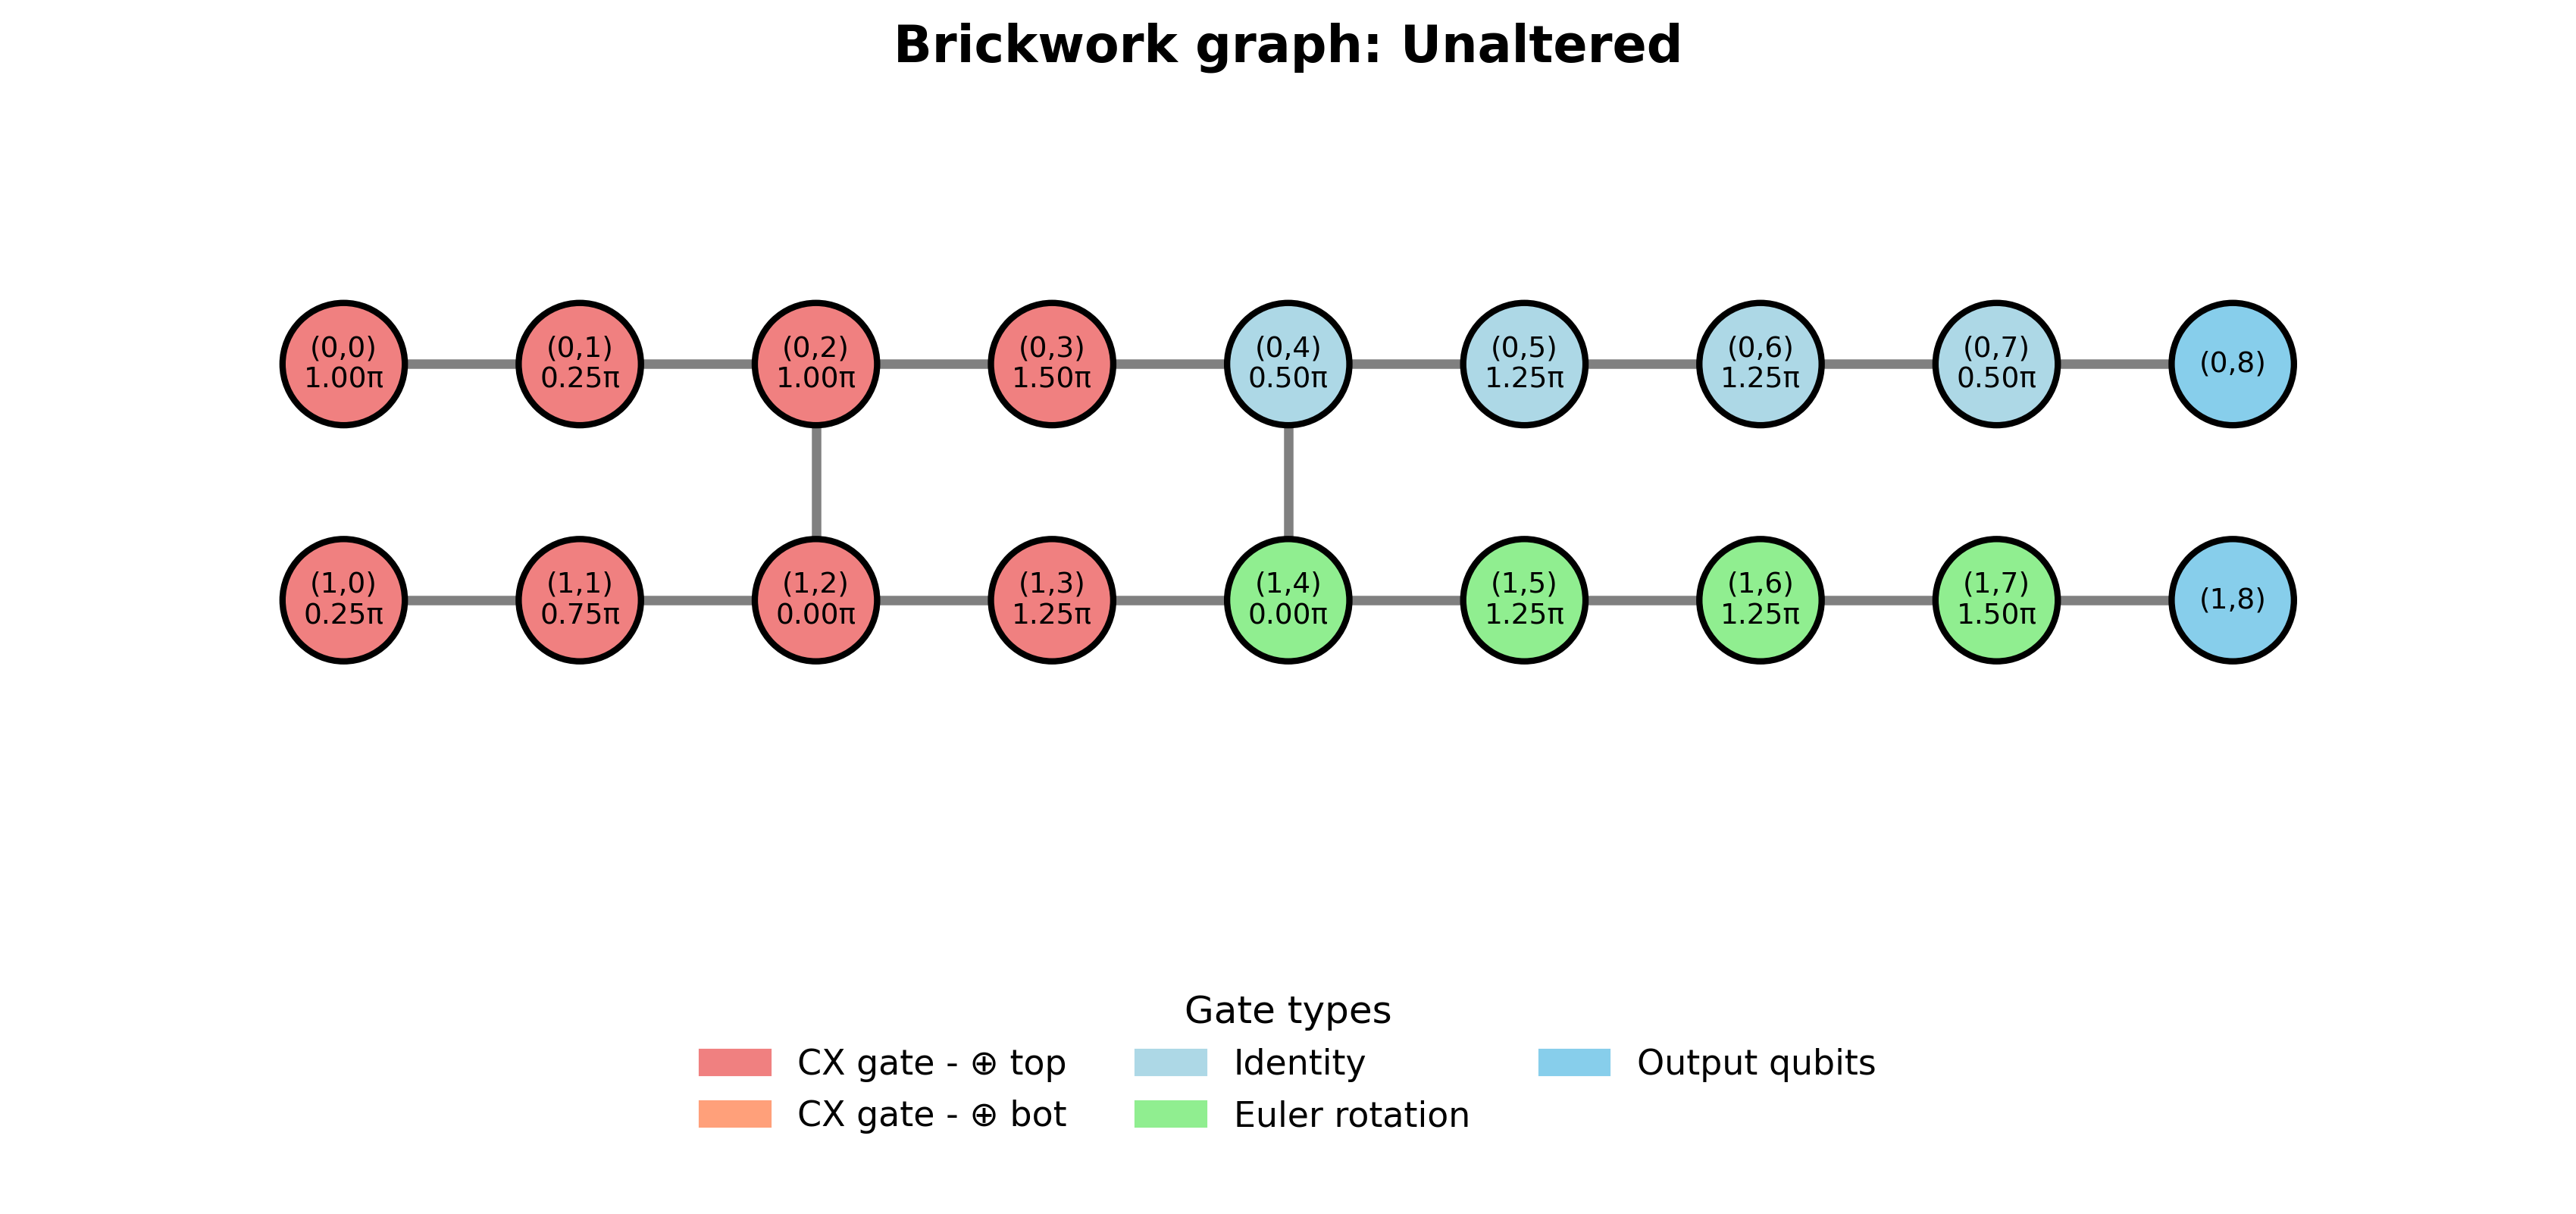 Brickwork graph: Unaltered
(0,0)
1.00π
(0,1)
0.25π
(0,2)
1.00π
(0,3)
1.50π
(0,4)
0.50π
(0,5)
1.25π
(0,6)
1.25π
(0,7)
0.50π
(0,8)
(1,0)
0.25π
(1,1)
0.75π
(1,2)
0.00π
(1,3)
1.25π
(1,4)
0.00π
(1,5)
1.25π
(1,6)
1.25π
(1,7)
1.50π
(1,8)
Gate types
CX gate - ⊕ top
CX gate - ⊕ bot
Identity
Euler rotation
Output qubits